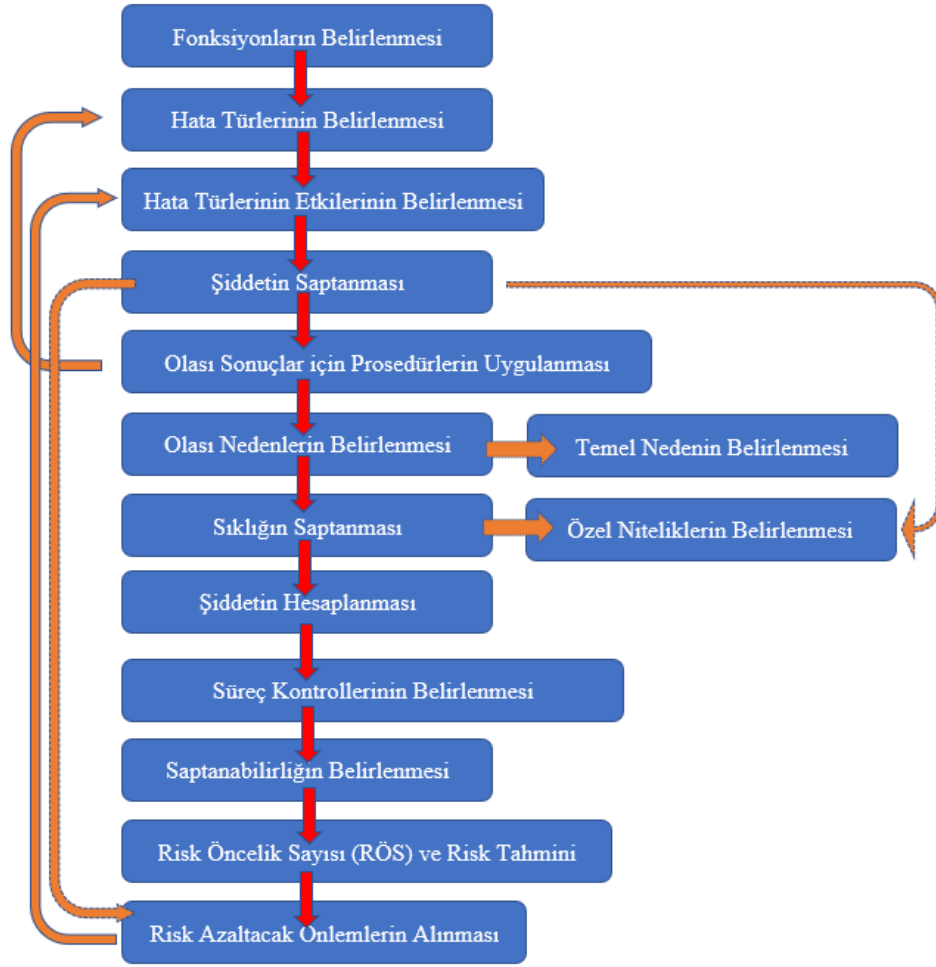 Fonksiyonların Belirlenmesi
Hata Türlerinin Belirlenmesi
Hata Türlerinin Etkilerinin Belirlenmesi
Şiddetin Saptanması
Olası Sonuçlar için Prosedürlerin Uygulanması
Olası Nedenlerin Belirlenmesi
Temel Nedenin Belirlenmesi
Sıklığın Saptanması
Özel Niteliklerin Belirlenmesi
Şiddetin Hesaplanması
Süreç Kontrollerinin Belirlenmesi
Saptanabilirliğin Belirlenmesi
Risk Öncelik Sayısı (RÖS) ve Risk Tahmini
Risk Azaltacak Önlemlerin Alınması